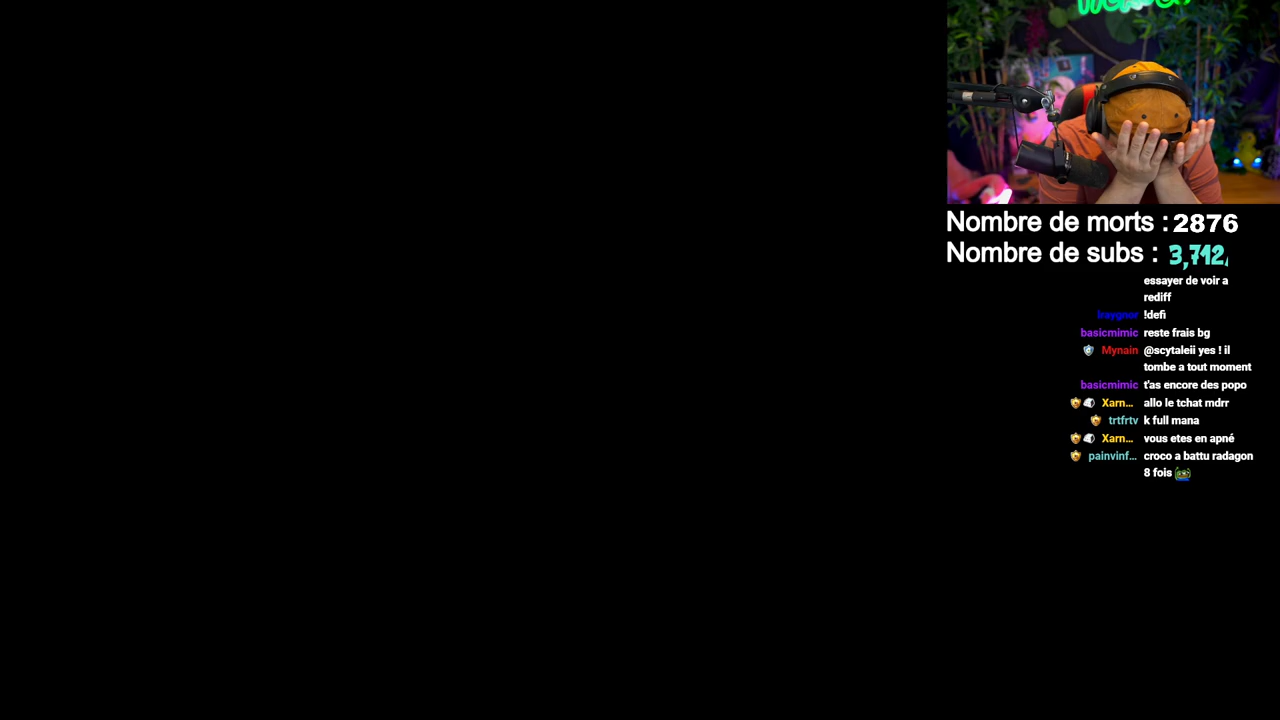 Nombre de morts : 2876
Nombre de subs : 3,712
essayer de voir a
rediff
!defi
basicmimic reste frais bg
Mynain @scytaleii yes ! il
tombe a tout moment
basicmimic t'as encore des popo
Xarn... allo le tchat mdrr
trtfrtv k full mana
Xarn... vous etes en apné
painvinf... croco a battu radagon
8 fois